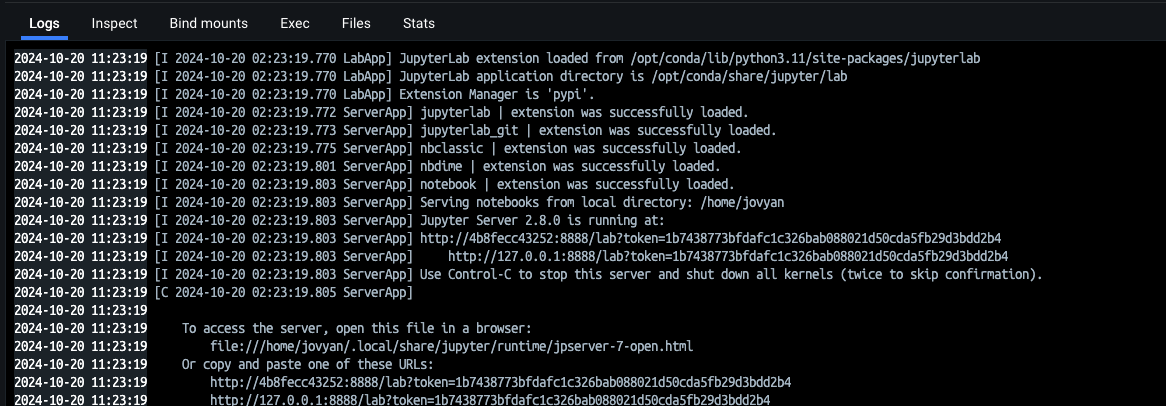 Logs Inspect Bind mounts Exec Files Stats
2024-10-20 11:23:19 [I 2024-10-20 02:23:19.770 LabApp] JupyterLab extension loaded from /opt/conda/lib/python3.11/site-packages/jupyterlab
2024-10-20 11:23:19 [I 2024-10-20 02:23:19.770 LabApp] JupyterLab application directory is /opt/conda/share/jupyter/lab
2024-10-20 11:23:19 [I 2024-10-20 02:23:19.770 LabApp] Extension Manager is 'pypi'.
2024-10-20 11:23:19 [I 2024-10-20 02:23:19.772 ServerApp] jupyterlab | extension was successfully loaded.
2024-10-20 11:23:19 [I 2024-10-20 02:23:19.773 ServerApp] jupyterlab_git | extension was successfully loaded.
2024-10-20 11:23:19 [I 2024-10-20 02:23:19.775 ServerApp] nbclassic | extension was successfully loaded.
2024-10-20 11:23:19 [I 2024-10-20 02:23:19.801 ServerApp] nbdime | extension was successfully loaded.
2024-10-20 11:23:19 [I 2024-10-20 02:23:19.803 ServerApp] notebook | extension was successfully loaded.
2024-10-20 11:23:19 [I 2024-10-20 02:23:19.803 ServerApp] Serving notebooks from local directory: /home/jovyan
2024-10-20 11:23:19 [I 2024-10-20 02:23:19.803 ServerApp] Jupyter Server 2.8.0 is running at:
2024-10-20 11:23:19 [I 2024-10-20 02:23:19.803 ServerApp] http://4b8fecc43252:8888/lab?token=1b7438773bfdafc1c326bab088021d50cda5fb29d3bdd2b4
2024-10-20 11:23:19 [I 2024-10-20 02:23:19.803 ServerApp]     http://127.0.0.1:8888/lab?token=1b7438773bfdafc1c326bab088021d50cda5fb29d3bdd2b4
2024-10-20 11:23:19 [I 2024-10-20 02:23:19.803 ServerApp] Use Control-C to stop this server and shut down all kernels (twice to skip confirmation).
2024-10-20 11:23:19 [C 2024-10-20 02:23:19.805 ServerApp]
2024-10-20 11:23:19
2024-10-20 11:23:19     To access the server, open this file in a browser:
2024-10-20 11:23:19         file:///home/jovyan/.local/share/jupyter/runtime/jpserver-7-open.html
2024-10-20 11:23:19     Or copy and paste one of these URLs:
2024-10-20 11:23:19         http://4b8fecc43252:8888/lab?token=1b7438773bfdafc1c326bab088021d50cda5fb29d3bdd2b4
2024-10-20 11:23:19         http://127.0.0.1:8888/lab?token=1b7438773bfdafc1c326bab088021d50cda5fb29d3bdd2b4